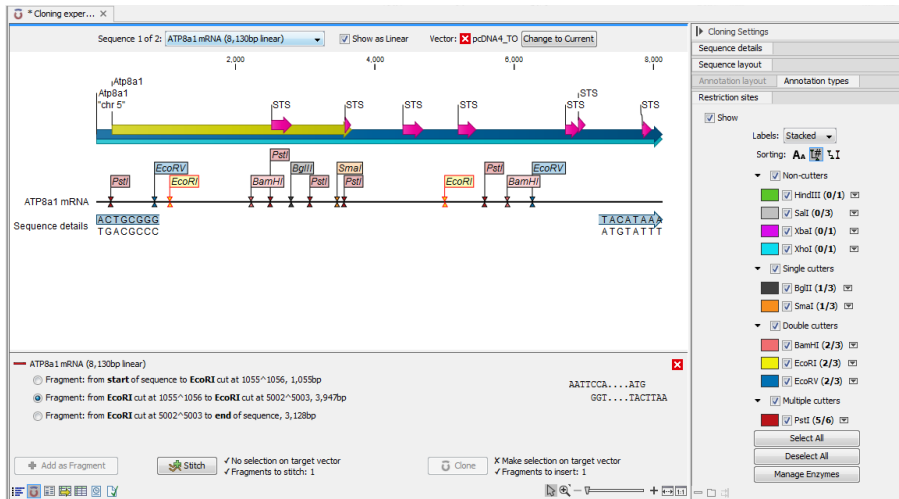 * Cloning exper... ×
Sequence 1 of 2: ATP8a1 mRNA (8,130bp linear) Show as Linear Vector: pcDNA4_TO Change to Current
2,000 4,000 6,000 8,000
Atp8a1
Atp8a1
"chr 5"
STS STS STS STS STS STS STS
PstI EcoRV EcoRI BamHI PstI BglII PstI SmaI PstI EcoRI PstI BamHI EcoRV
ATP8a1 mRNA
Sequence details
ACTGCGGG TACATAAA
TGACGCCC ATGTATTT
ATP8a1 mRNA (8,130bp linear)
Fragment: from start of sequence to EcoRI cut at 1055^1056, 1,055bp
Fragment: from EcoRI cut at 1055^1056 to EcoRI cut at 5002^5003, 3,947bp
Fragment: from EcoRI cut at 5002^5003 to end of sequence, 3,128bp
AATTCCA....ATG
GGT....TACTTAA
Add as Fragment
Stitch
✓ No selection on target vector
✓ Fragments to stitch: 1
Clone
✗ Make selection on target vector
✓ Fragments to insert: 1
Cloning Settings
Sequence details
Sequence layout
Annotation layout Annotation types
Restriction sites
Show
Labels: Stacked
Sorting:
Non-cutters
HindIII (0/1)
SalI (0/3)
XbaI (0/1)
XhoI (0/1)
Single cutters
BglII (1/3)
SmaI (1/3)
Double cutters
BamHI (2/3)
EcoRI (2/3)
EcoRV (2/3)
Multiple cutters
PstI (5/6)
Select All
Deselect All
Manage Enzymes